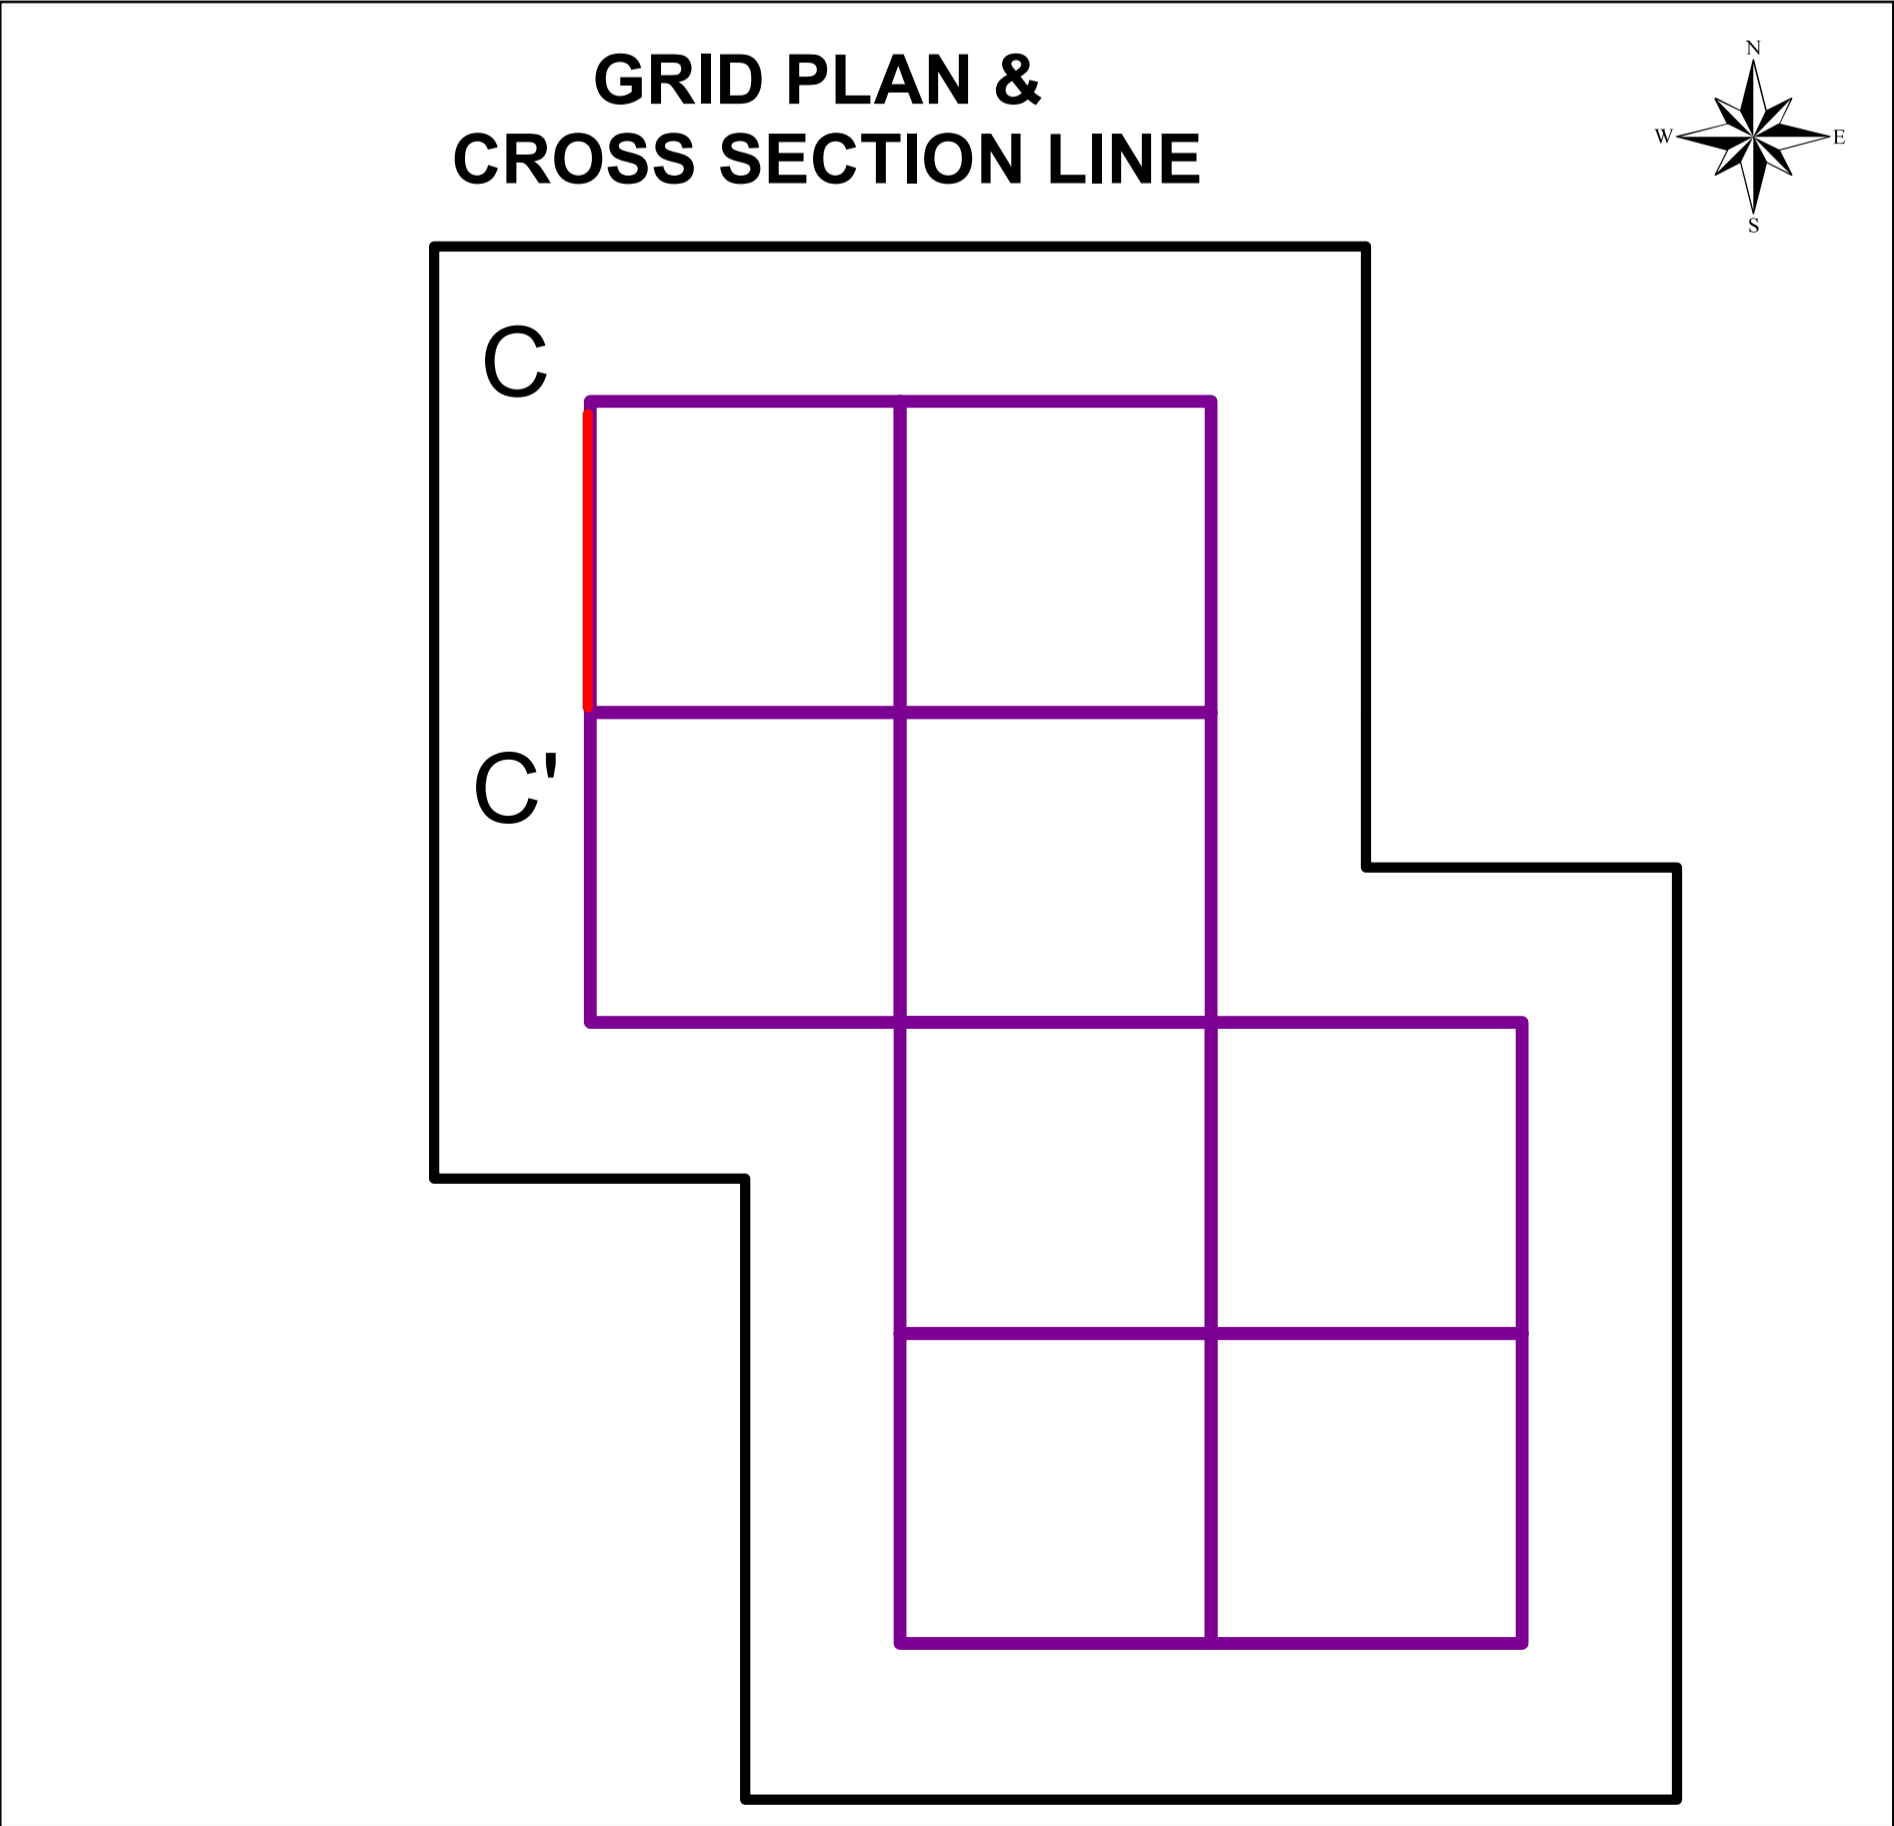 GRID PLAN &
CROSS SECTION LINE
N
W E
S
C
C'